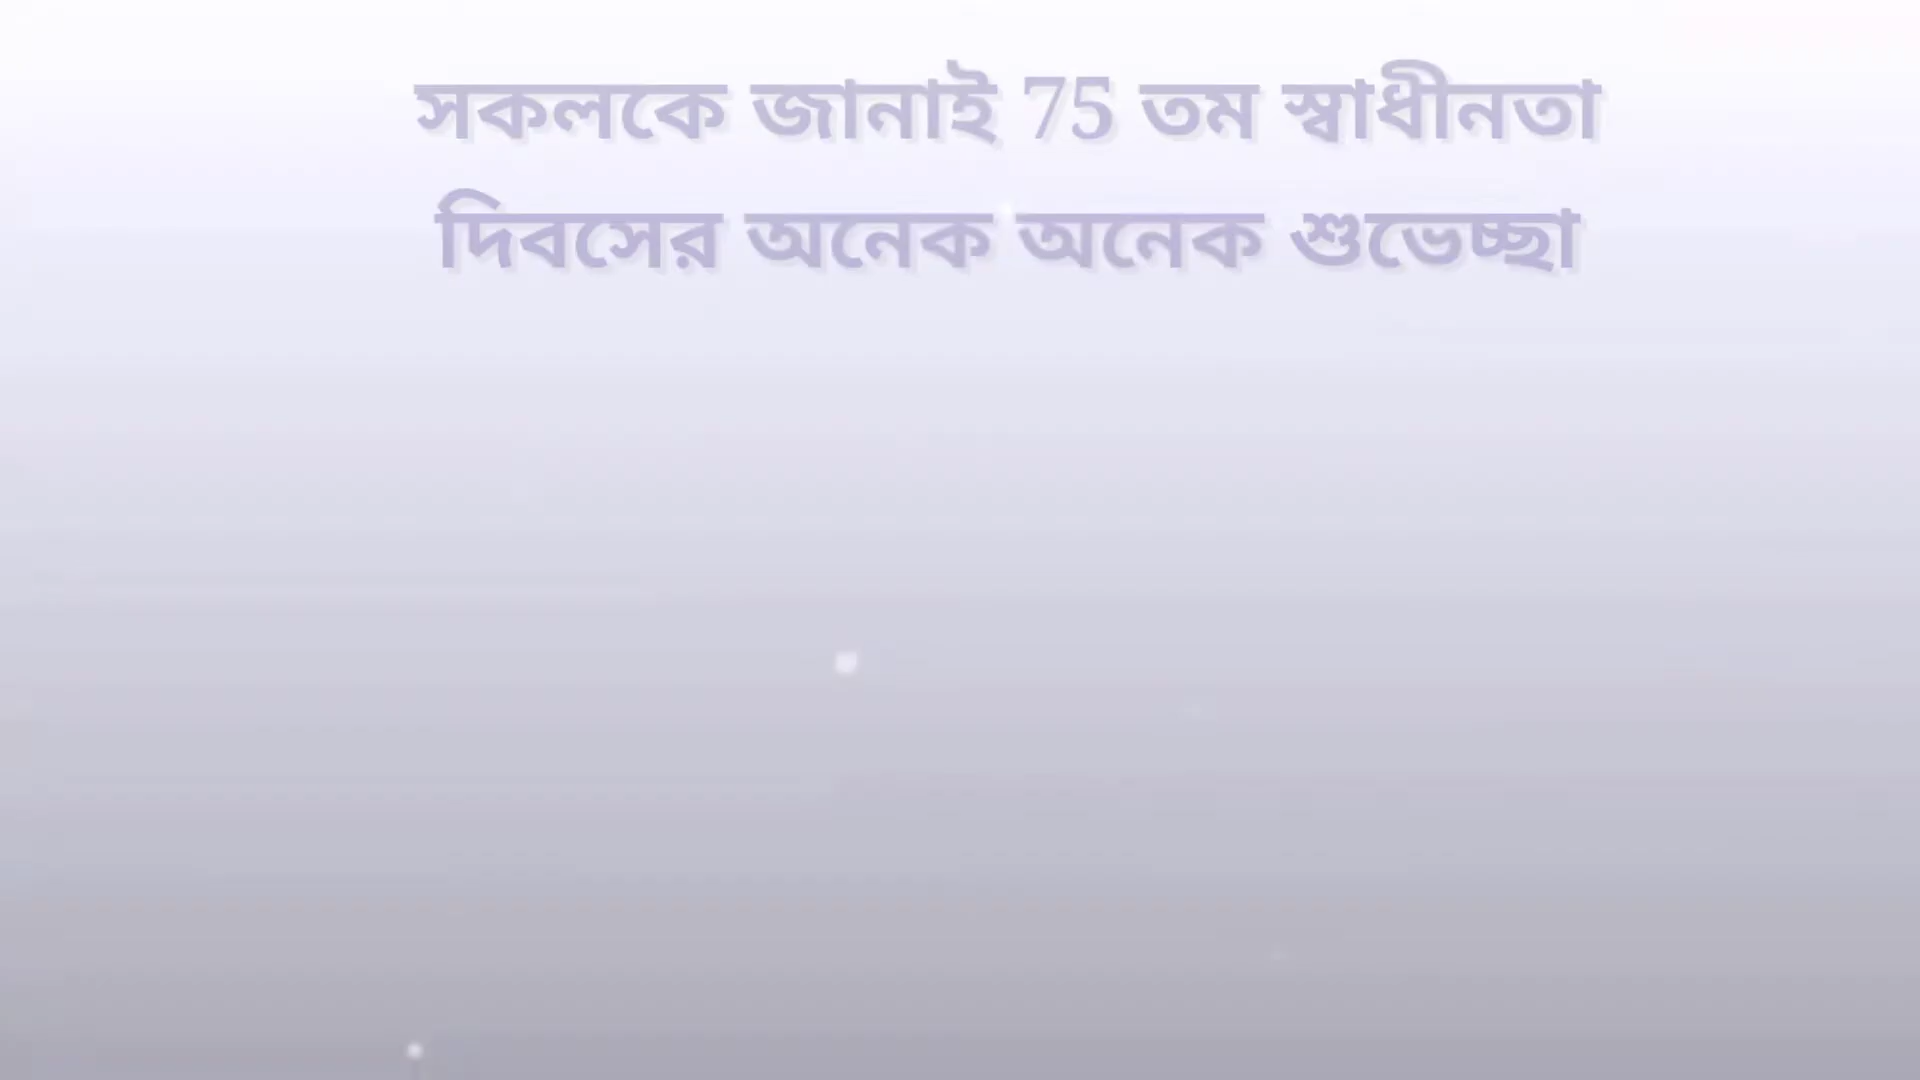 সকলকে জানাই 75 তম স্বাধীনতা
দিবসের অনেক অনেক শুভেচ্ছা